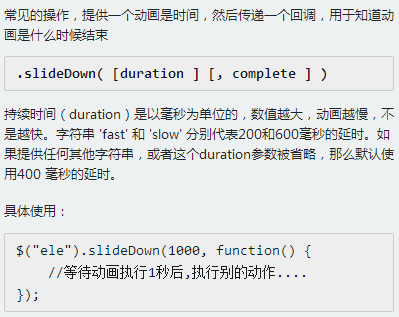 常见的操作，提供一个动画是时间，然后传递一个回调，用于知道动
画是什么时候结束
.slideDown( [duration ] [, complete ] )
持续时间（duration）是以毫秒为单位的，数值越大，动画越慢，不
是越快。字符串 'fast' 和 'slow' 分别代表200和600毫秒的延时。如
果提供任何其他字符串，或者这个duration参数被省略，那么默认使
用400 毫秒的延时。
具体使用：
$("ele").slideDown(1000, function() {
    //等待动画执行1秒后,执行别的动作....
});